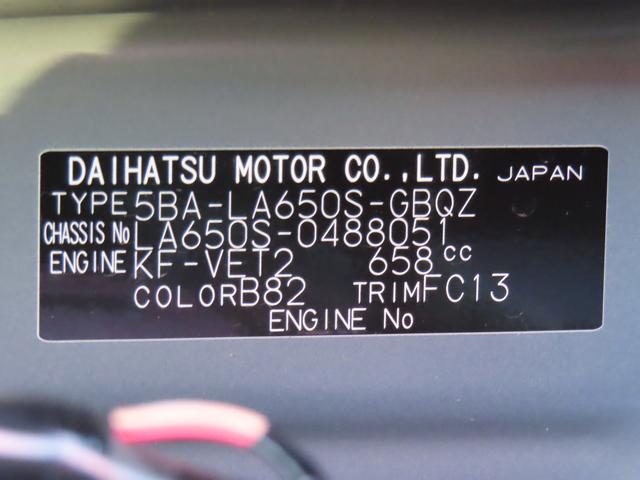 DAIHATSU MOTOR CO.,LTD. JAPAN
TYPE 5BA-LA650S-GBQZ
CHASSIS No LA650S-0488051
ENGINE KF-VET2 658 cc
COLOR B82 TRIM FC13
ENGINE No